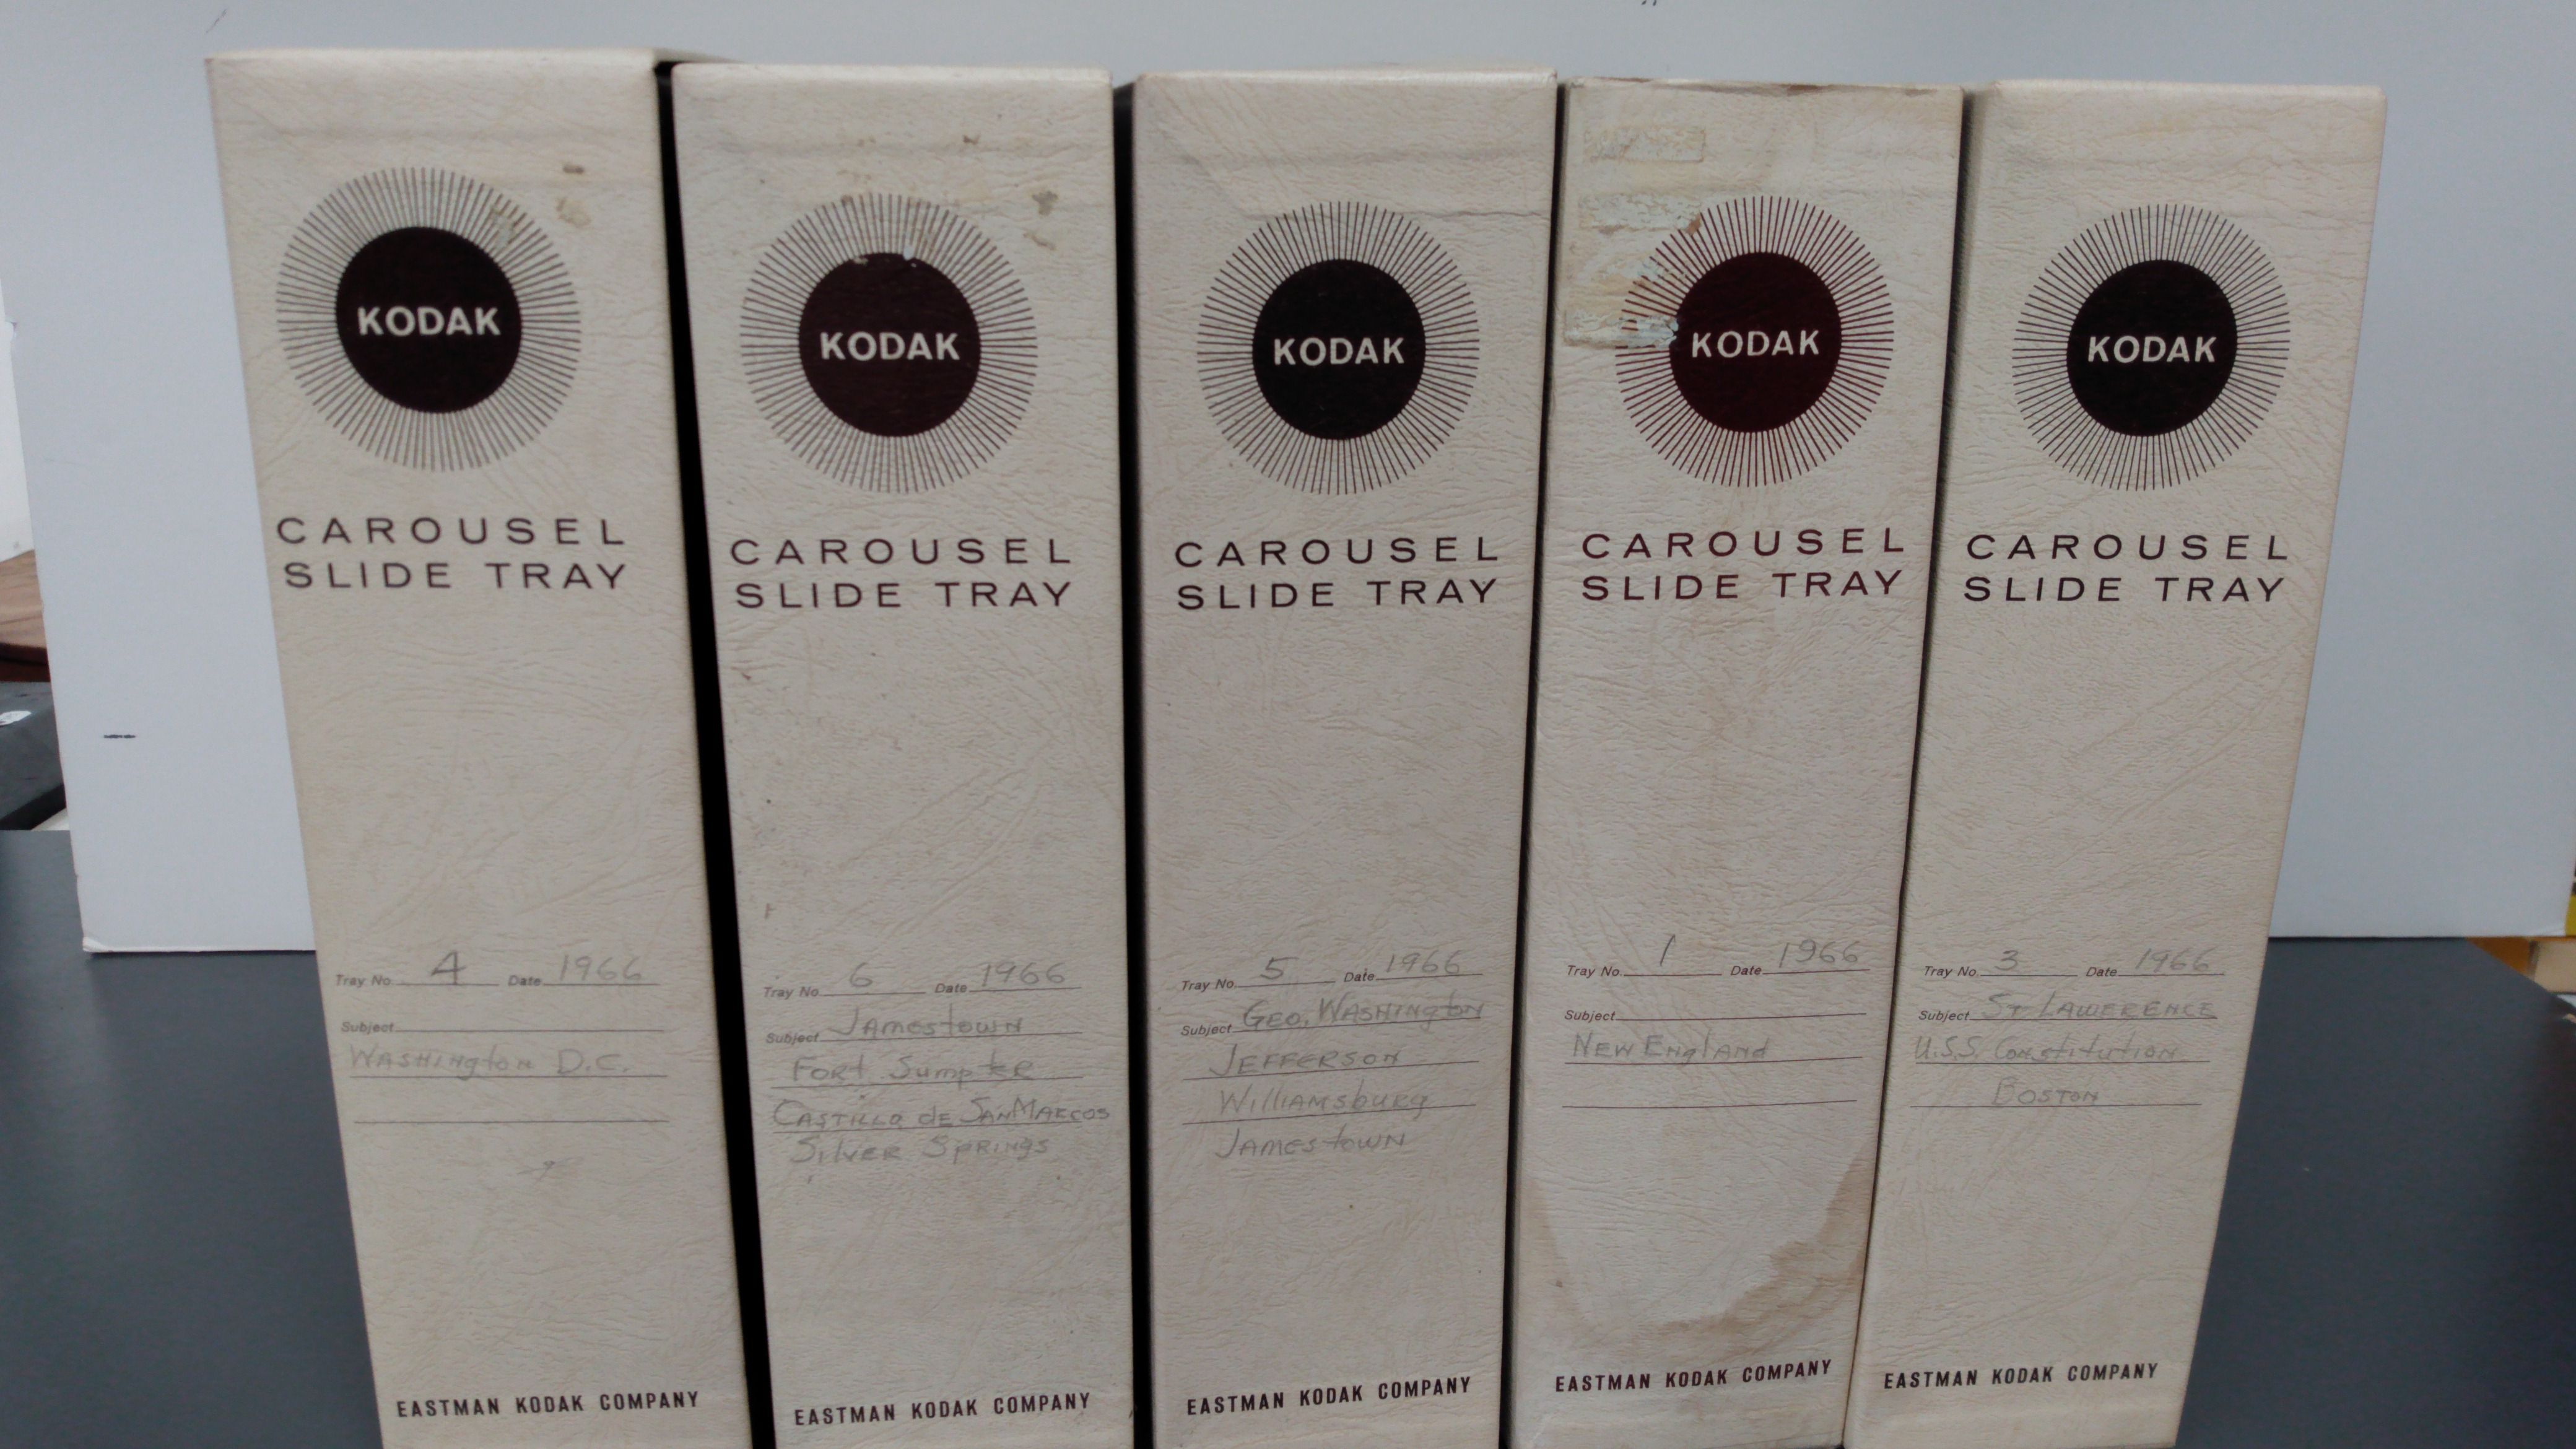 KODAK
CAROUSEL
SLIDE TRAY
Tray No. 4 Date 1966
Subject
Washington D.C.
EASTMAN KODAK COMPANY
KODAK
CAROUSEL
SLIDE TRAY
Tray No. 6 Date 1966
Subject Jamestown
Fort Sumpter
Castillo de San Marcos
Silver Springs
EASTMAN KODAK COMPANY
KODAK
CAROUSEL
SLIDE TRAY
Tray No. 5 Date 1966
Subject Geo. Washington
Jefferson
Williamsburg
Jamestown
EASTMAN KODAK COMPANY
KODAK
CAROUSEL
SLIDE TRAY
Tray No. 1 Date 1966
Subject
New England
EASTMAN KODAK COMPANY
KODAK
CAROUSEL
SLIDE TRAY
Tray No. 3 Date 1966
Subject St Lawerence
U.S.S. Constitution
Boston
EASTMAN KODAK COMPANY